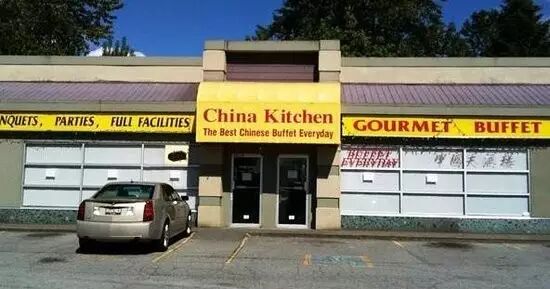 China Kitchen
The Best Chinese Buffet Everyday
NQUETS, PARTIES, FULL FACILITIES
GOURMET BUFFET
BUFFET
EVERYDAY